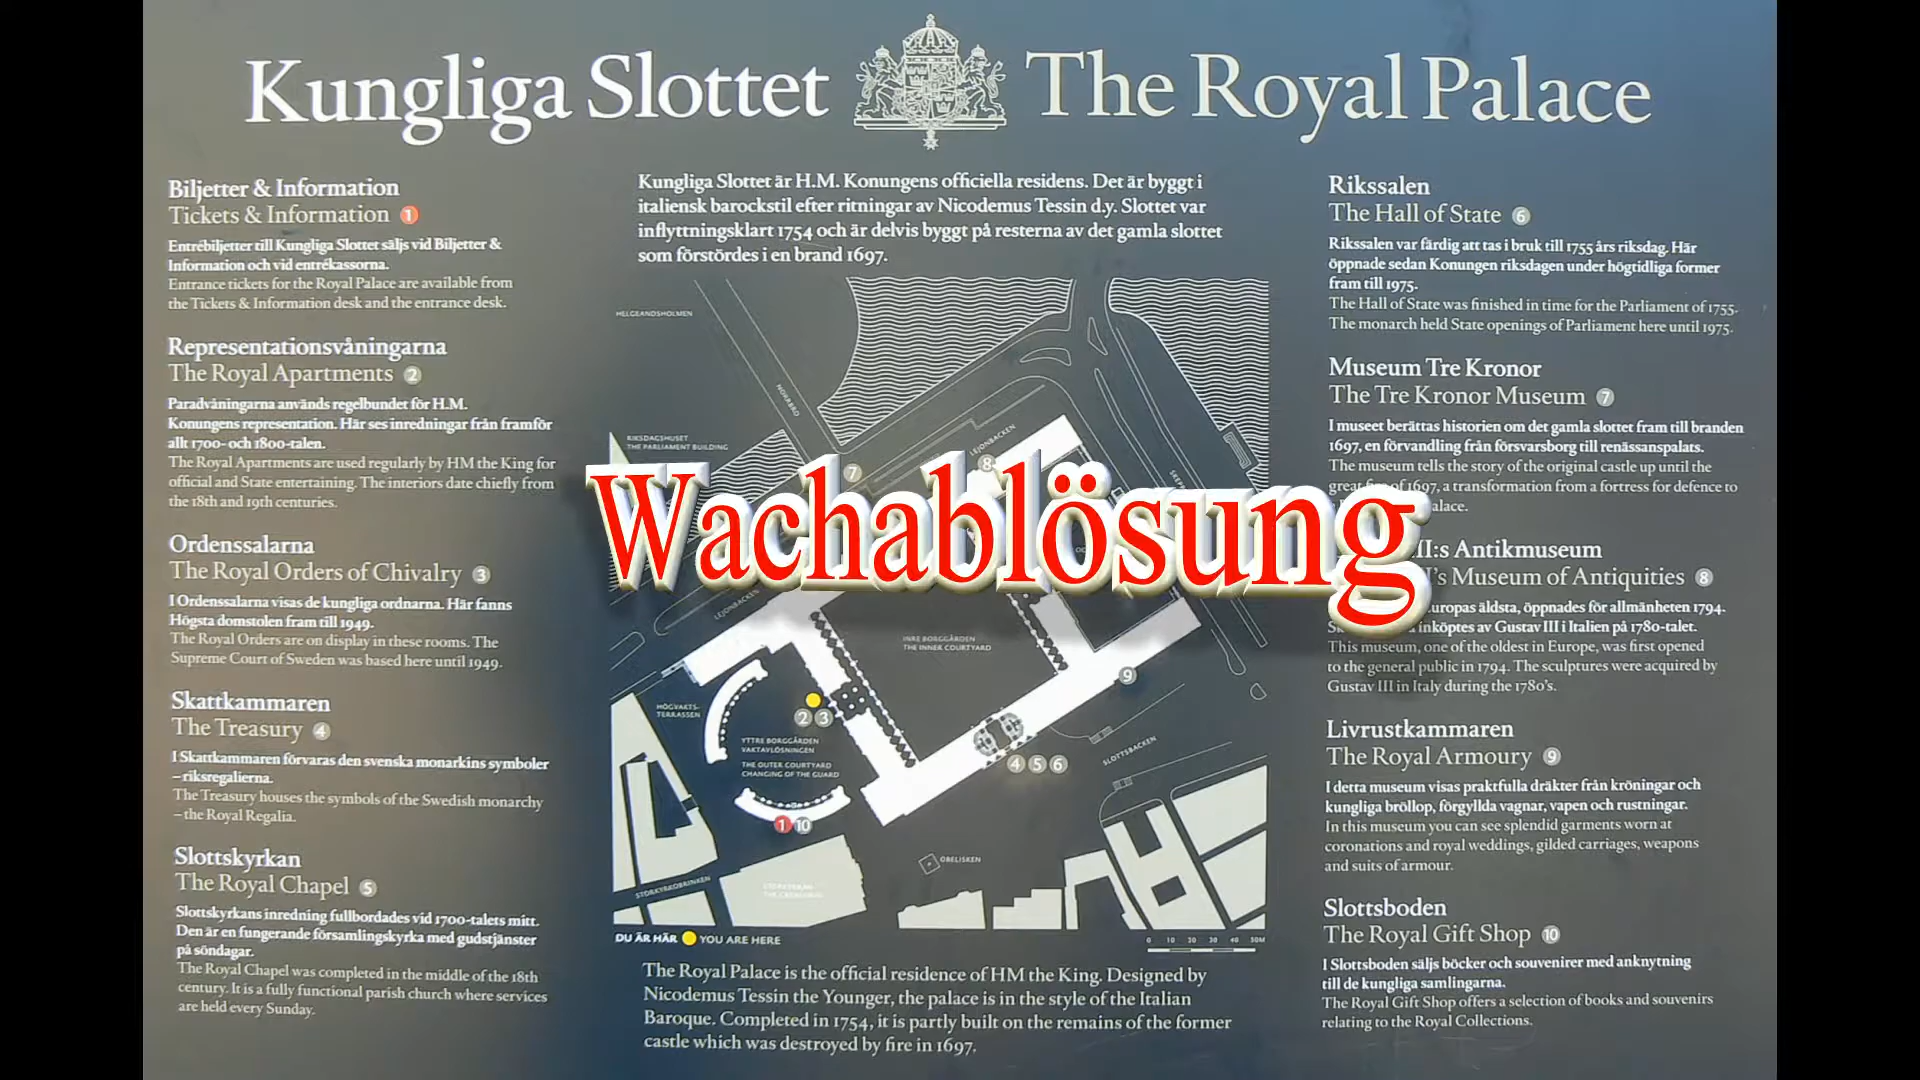 Kungliga Slottet The Royal Palace
Biljetter & Information
Tickets & Information 1
Entrébiljetter till Kungliga Slottet säljs vid Biljetter &
Information och vid entrékassorna.
Entrance tickets for the Royal Palace are available from
the Tickets & Information desk and the entrance desk.
Representationsvåningarna
The Royal Apartments 2
Paradvåningarna används regelbundet för H.M.
Konungens representation. Här ses inredningar från framför
allt 1700- och 1800-talen.
The Royal Apartments are used regularly by HM the King for
official and State entertaining. The interiors date chiefly from
the 18th and 19th centuries.
Ordenssalarna
The Royal Orders of Chivalry 3
I Ordenssalarna visas de kungliga ordnarna. Här fanns
Högsta domstolen fram till 1949.
The Royal Orders are on display in these rooms. The
Supreme Court of Sweden was based here until 1949.
Skattkammaren
The Treasury 4
I Skattkammaren förvaras den svenska monarkins symboler
– riksregalierna.
The Treasury houses the symbols of the Swedish monarchy
– the Royal Regalia.
Slottskyrkan
The Royal Chapel 5
Slottskyrkans inredning fullbordades vid 1700-talets mitt.
Den är en fungerande församlingskyrka med gudstjänster
på söndagar.
The Royal Chapel was completed in the middle of the 18th
century. It is a fully functional parish church where services
are held every Sunday.
Kungliga Slottet är H.M. Konungens officiella residens. Det är byggt i
italiensk barockstil efter ritningar av Nicodemus Tessin d.y. Slottet var
inflyttningsklart 1754 och är delvis byggt på resterna av det gamla slottet
som förstördes i en brand 1697.
HELGEANDSHOLMEN
NORRBRO
RIKSDAGSHUSET
THE PARLIAMENT BUILDING
LEJONBACKEN
7
8
Wachablösung
LEJONBACKEN
INRE BORGGÅRDEN
THE INNER COURTYARD
9
HÖGVAKTS-
TERRASSEN
2 3
YTTRE BORGGÅRDEN
VAKTAVLÖSNINGEN
THE OUTER COURTYARD
CHANGING OF THE GUARD
4 5 6
SLOTTSBACKEN
1 10
OBELISKEN
STORKYRKOBRINKEN
STORKYRKAN
THE CATHEDRAL
DU ÄR HÄR YOU ARE HERE
0 10 20 30 40 50M
The Royal Palace is the official residence of HM the King. Designed by
Nicodemus Tessin the Younger, the palace is in the style of the Italian
Baroque. Completed in 1754, it is partly built on the remains of the former
castle which was destroyed by fire in 1697.
Rikssalen
The Hall of State 6
Rikssalen var färdig att tas i bruk till 1755 års riksdag. Här
öppnade sedan Konungen riksdagen under högtidliga former
fram till 1975.
The Hall of State was finished in time for the Parliament of 1755.
The monarch held State openings of Parliament here until 1975.
Museum Tre Kronor
The Tre Kronor Museum 7
I museet berättas historien om det gamla slottet fram till branden
1697, en förvandling från försvarsborg till renässanspalats.
The museum tells the story of the original castle up until the
great fire of 1697, a transformation from a fortress for defence to
alace.
II:s Antikmuseum
I's Museum of Antiquities 8
uropas äldsta, öppnades för allmänheten 1794.
inköptes av Gustav III i Italien på 1780-talet.
This museum, one of the oldest in Europe, was first opened
to the general public in 1794. The sculptures were acquired by
Gustav III in Italy during the 1780's.
Livrustkammaren
The Royal Armoury 9
I detta museum visas praktfulla dräkter från kröningar och
kungliga bröllop, förgyllda vagnar, vapen och rustningar.
In this museum you can see splendid garments worn at
coronations and royal weddings, gilded carriages, weapons
and suits of armour.
Slottsboden
The Royal Gift Shop 10
I Slottsboden säljs böcker och souvenirer med anknytning
till de kungliga samlingarna.
The Royal Gift Shop offers a selection of books and souvenirs
relating to the Royal Collections.